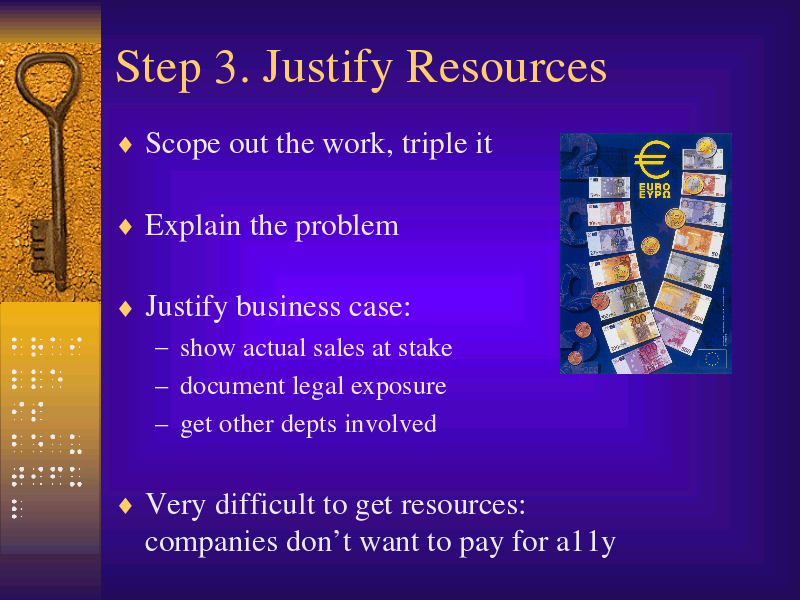 Step 3. Justify Resources
♦ Scope out the work, triple it
♦ Explain the problem
♦ Justify business case:
– show actual sales at stake
– document legal exposure
– get other depts involved
♦ Very difficult to get resources:
companies don’t want to pay for a11y
EURO
ΕΥΡΩ